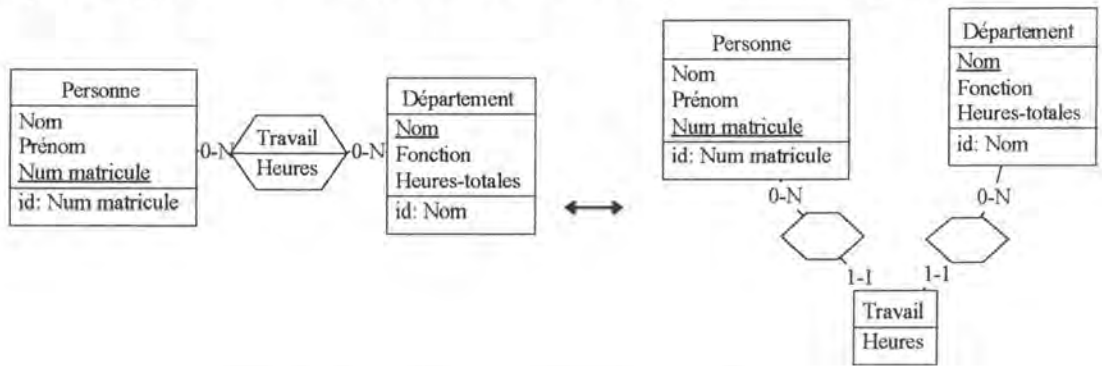 Personne
Nom
Prénom
Num matricule
id: Num matricule
0-N
Travail
Heures
0-N
Département
Nom
Fonction
Heures-totales
id: Nom
Personne
Nom
Prénom
Num matricule
id: Num matricule
0-N
Département
Nom
Fonction
Heures-totales
id: Nom
0-N
1-1
1-1
Travail
Heures